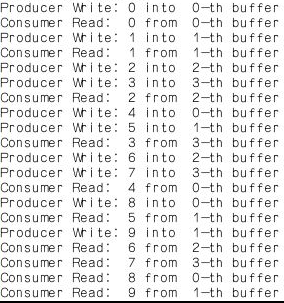 Producer Write: 0 into 0-th buffer
Consumer Read: 0 from 0-th buffer
Producer Write: 1 into 1-th buffer
Consumer Read: 1 from 1-th buffer
Producer Write: 2 into 2-th buffer
Producer Write: 3 into 3-th buffer
Consumer Read: 2 from 2-th buffer
Producer Write: 4 into 0-th buffer
Producer Write: 5 into 1-th buffer
Consumer Read: 3 from 3-th buffer
Producer Write: 6 into 2-th buffer
Producer Write: 7 into 3-th buffer
Consumer Read: 4 from 0-th buffer
Producer Write: 8 into 0-th buffer
Consumer Read: 5 from 1-th buffer
Producer Write: 9 into 1-th buffer
Consumer Read: 6 from 2-th buffer
Consumer Read: 7 from 3-th buffer
Consumer Read: 8 from 0-th buffer
Consumer Read: 9 from 1-th buffer